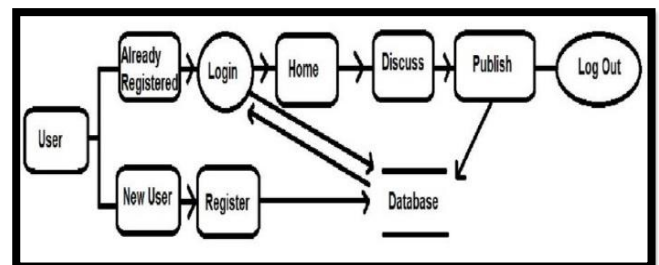 Already
Registered
Login
Home
Discuss
Publish
Log Out
User
New User
Register
Database